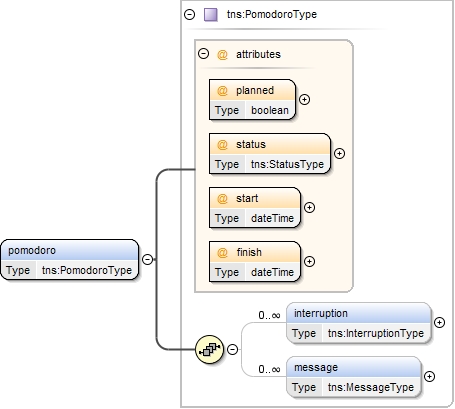 tns:PomodoroType
@ attributes
@ planned
Type boolean
@ status
Type tns:StatusType
@ start
Type dateTime
@ finish
Type dateTime
pomodoro
Type tns:PomodoroType
0..∞ interruption
Type tns:InterruptionType
0..∞ message
Type tns:MessageType